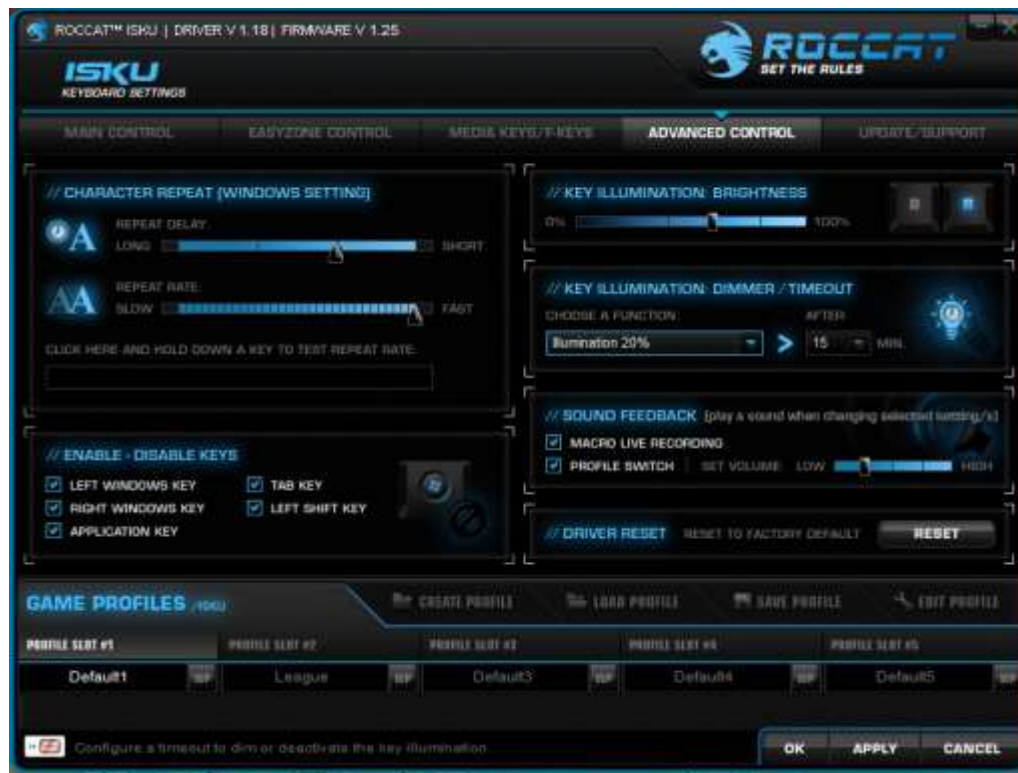 ROCCAT™ ISKU | DRIVER V 1.18 | FIRMWARE V 1.25
ROCCAT
SET THE RULES
ISKU
KEYBOARD SETTINGS
MAIN CONTROL
EASYZONE CONTROL
MEDIA KEYS/F-KEYS
ADVANCED CONTROL
UPDATE/SUPPORT
// CHARACTER REPEAT (WINDOWS SETTING)
REPEAT DELAY:
LONG
SHORT
REPEAT RATE:
SLOW
FAST
CLICK HERE AND HOLD DOWN A KEY TO TEST REPEAT RATE:
// ENABLE - DISABLE KEYS
LEFT WINDOWS KEY
TAB KEY
RIGHT WINDOWS KEY
LEFT SHIFT KEY
APPLICATION KEY
// KEY ILLUMINATION: BRIGHTNESS
0%
100%
// KEY ILLUMINATION: DIMMER / TIMEOUT
CHOOSE A FUNCTION:
AFTER
Illumination 20%
>
15
MIN.
// SOUND FEEDBACK (play a sound when changing selected setting/s)
MACRO LIVE RECORDING
PROFILE SWITCH
SET VOLUME:
LOW
HIGH
// DRIVER RESET
RESET TO FACTORY DEFAULT
RESET
GAME PROFILES /ISKU
CREATE PROFILE
LOAD PROFILE
SAVE PROFILE
EDIT PROFILE
PROFILE SLOT #1
PROFILE SLOT #2
PROFILE SLOT #3
PROFILE SLOT #4
PROFILE SLOT #5
Default1
League
Default3
Default4
Default5
Configure a timeout to dim or deactivate the key illumination.
OK
APPLY
CANCEL